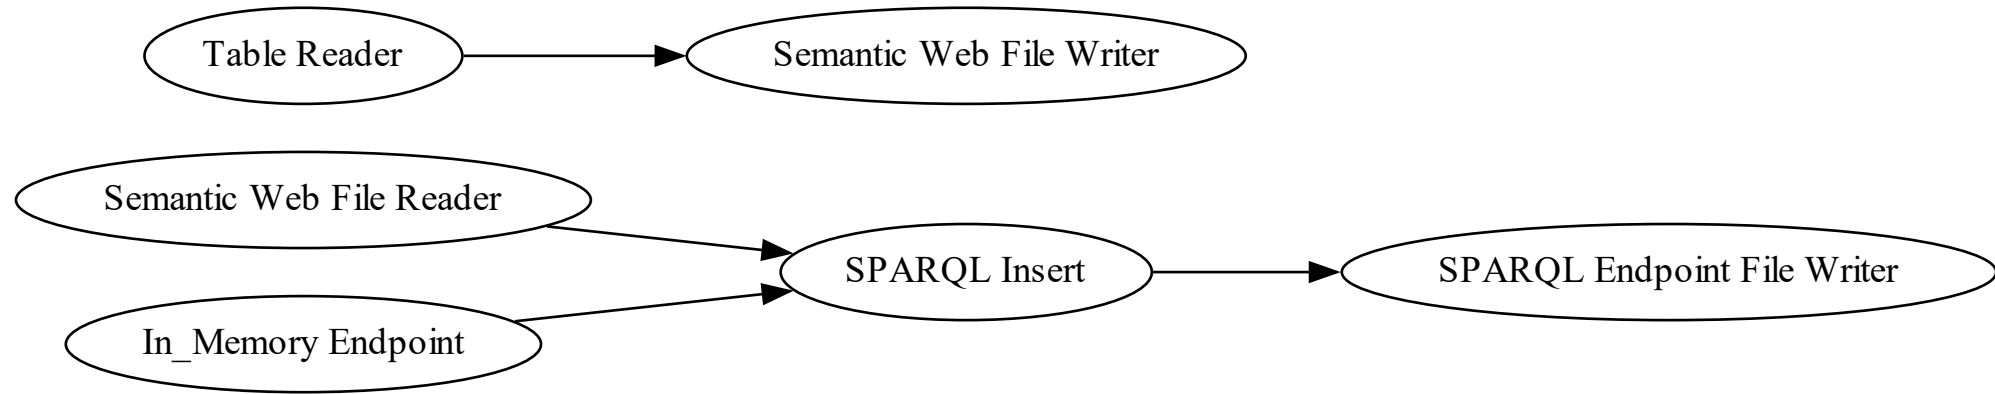 Table Reader
Semantic Web File Writer
Semantic Web File Reader
SPARQL Insert
SPARQL Endpoint File Writer
In_Memory Endpoint